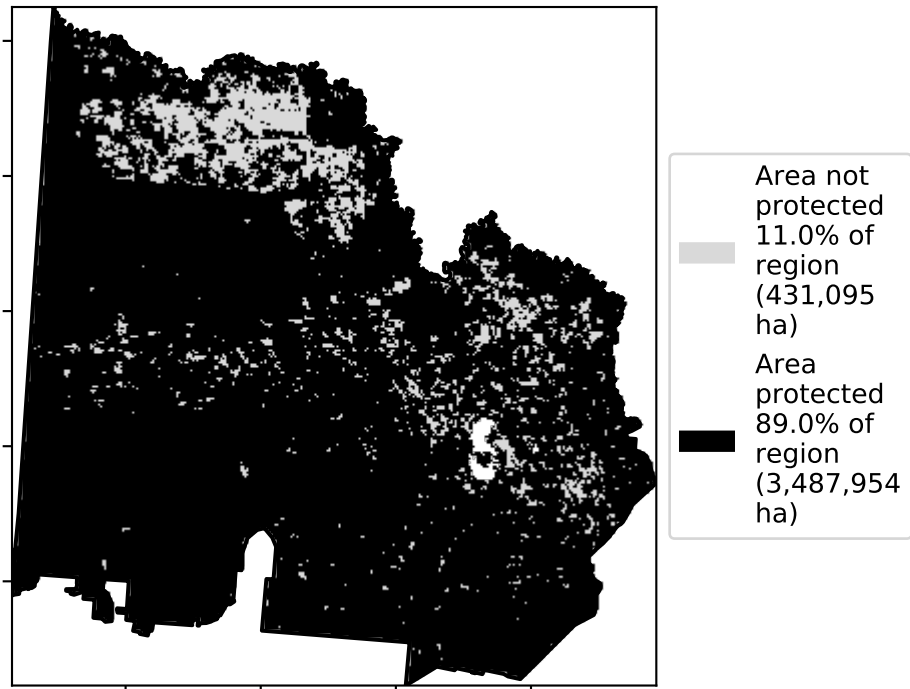 Area not
protected
11.0% of
region
(431,095
ha)
Area
protected
89.0% of
region
(3,487,954
ha)